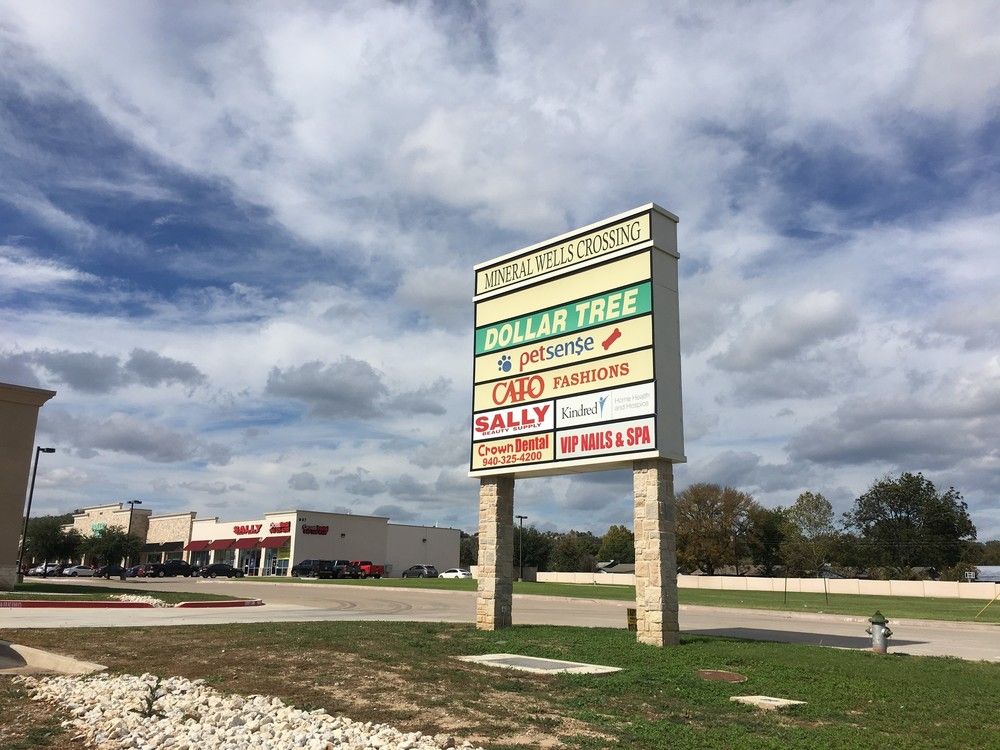 MINERAL WELLS CROSSING
DOLLAR TREE
petsen$e
CATO FASHIONS
SALLY
BEAUTY SUPPLY
Kindred
Home Health
and Hospice
Crown Dental
940-325-4200
VIP NAILS & SPA
SALLY